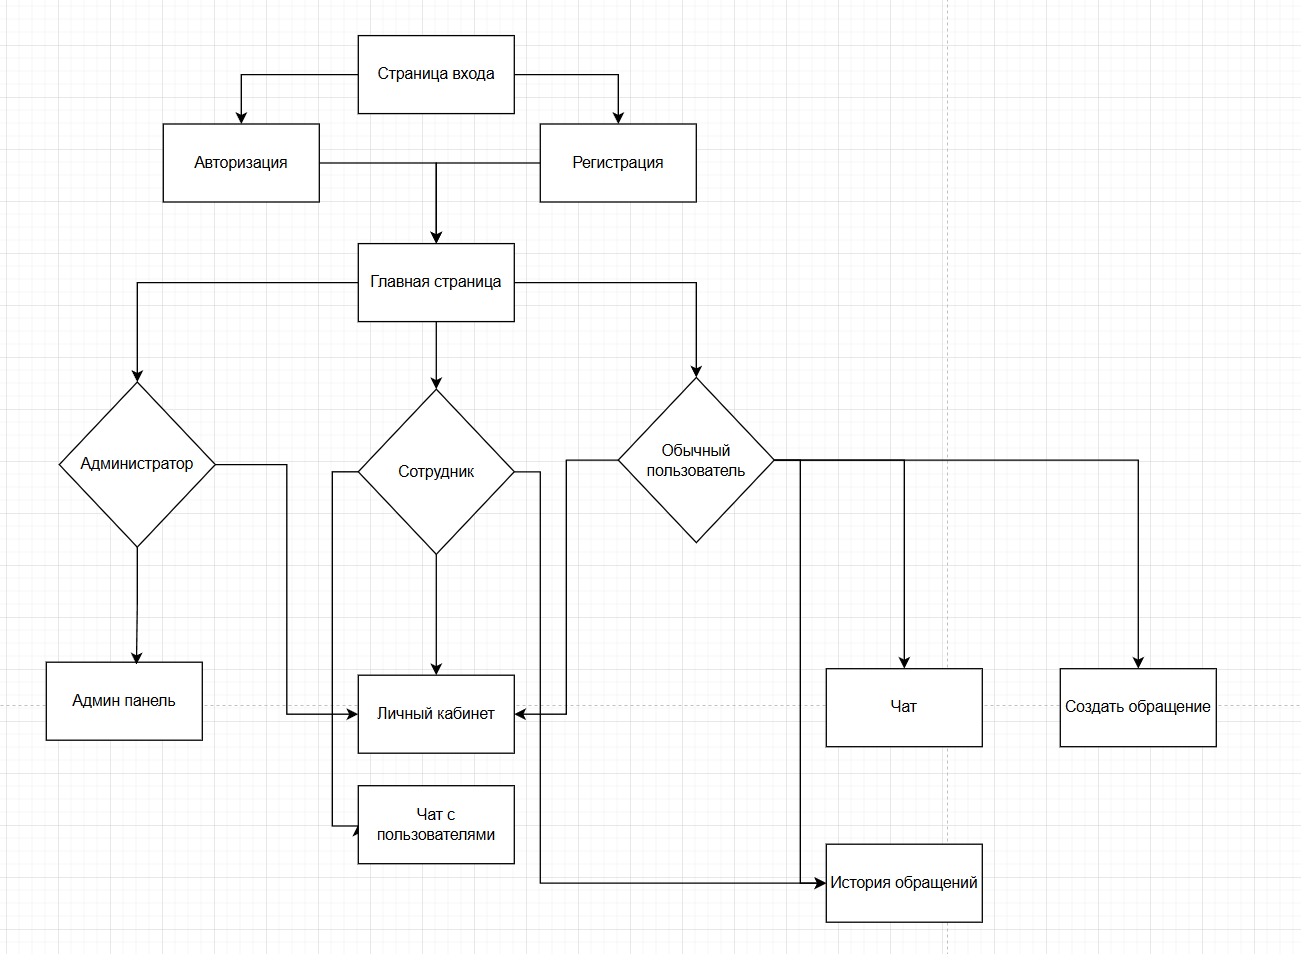 Страница входа
Авторизация
Регистрация
Главная страница
Администратор
Сотрудник
Обычный
пользователь
Админ панель
Личный кабинет
Чат
Создать обращение
Чат с
пользователями
История обращений